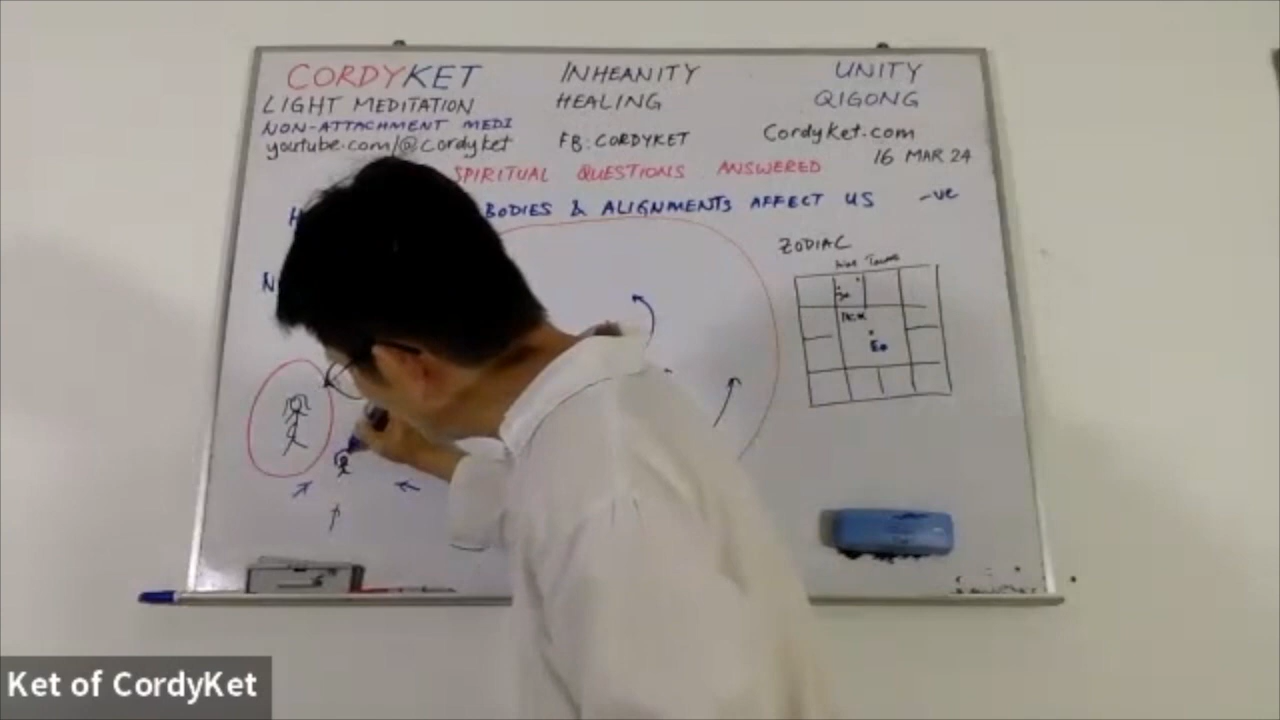 CORDYKET INHEANITY UNITY
LIGHT MEDITATION HEALING QIGONG
NON-ATTACHMENT MEDI
youtube.com/@Cordyket FB: CORDYKET CordyKet.com
16 MAR 24
SPIRITUAL QUESTIONS ANSWERED
BODIES & ALIGNMENTS AFFECT US -ve
ZODIAC
Ket of CordyKet